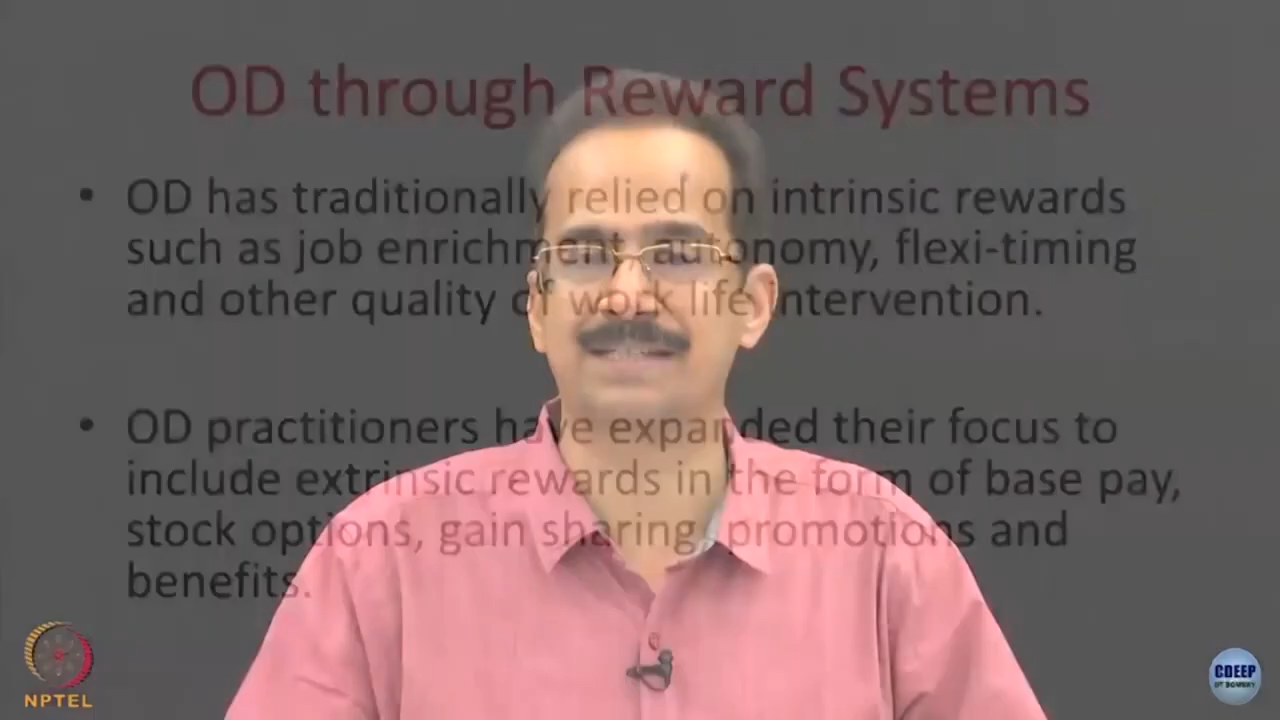 OD through Reward Systems
• OD has traditionally relied on intrinsic rewards
such as job enrichment, autonomy, flexi-timing
and other quality of work life intervention.
• OD practitioners have expanded their focus to
include extrinsic rewards in the form of base pay,
stock options, gain sharing, promotions and
benefits.
NPTEL
CDEEP
IIT BOMBAY